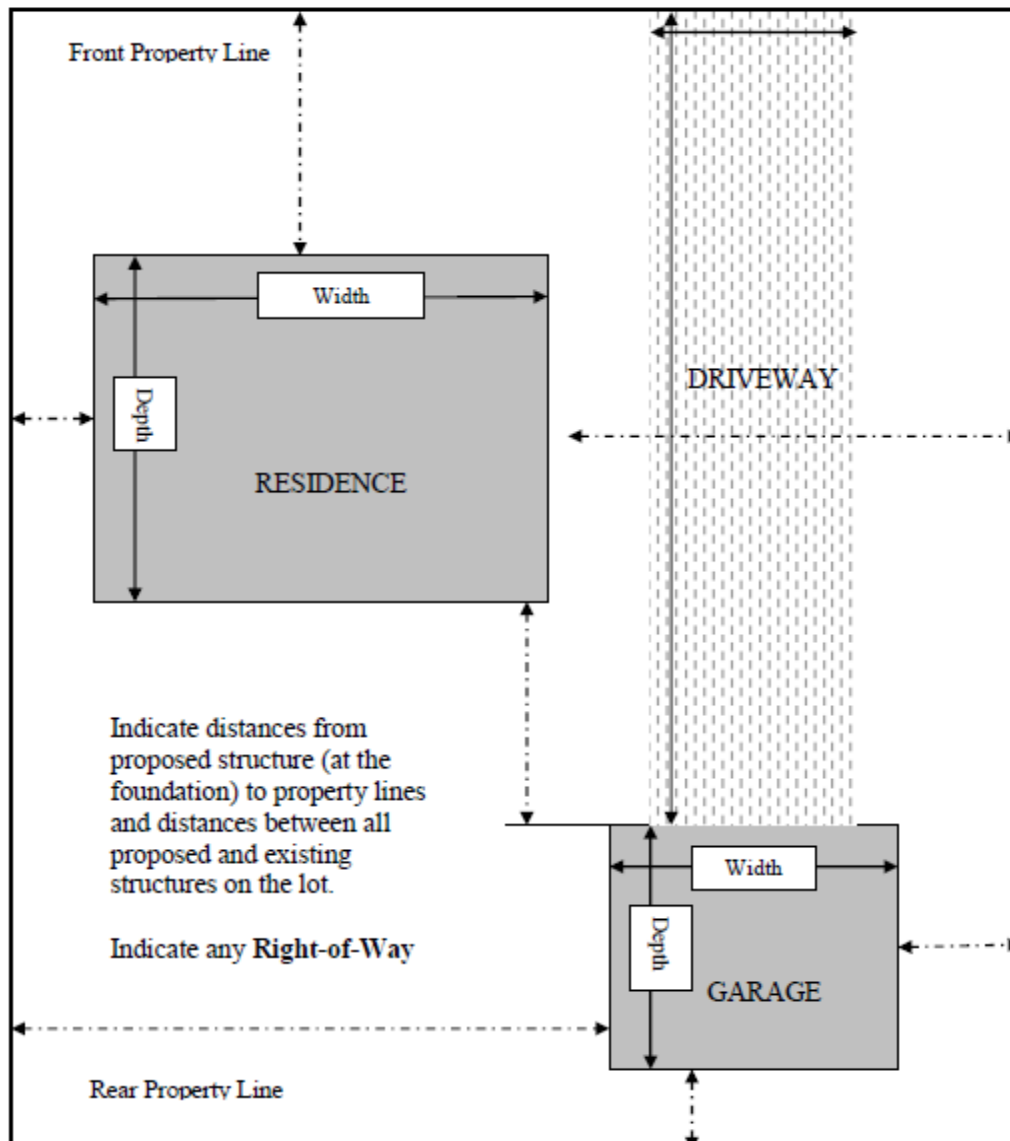 Front Property Line
Width
DRIVEWAY
Depth
RESIDENCE
Indicate distances from
proposed structure (at the
foundation) to property lines
and distances between all
proposed and existing
structures on the lot.
Width
Depth
Indicate any Right-of-Way
GARAGE
Rear Property Line